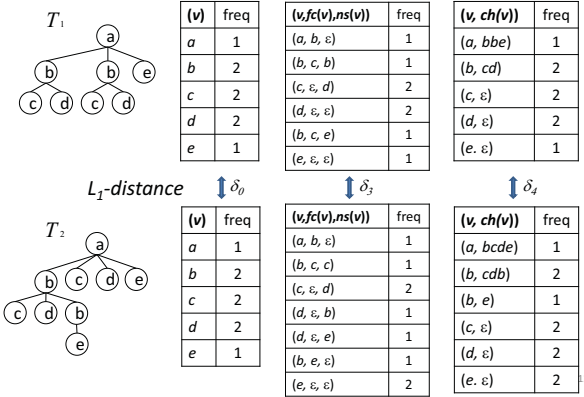 T 1
a
b b e
c d c d
(v) freq
a 1
b 2
c 2
d 2
e 1
(v,fc(v),ns(v)) freq
(a, b, ε) 1
(b, c, b) 1
(c, ε, d) 2
(d, ε, ε) 2
(b, c, e) 1
(e, ε, ε) 1
(v, ch(v)) freq
(a, bbe) 1
(b, cd) 2
(c, ε) 2
(d, ε) 2
(e. ε) 1
L1-distance δ0 δ3 δ4
T 2
a
b c d e
c d b
e
(v) freq
a 1
b 2
c 2
d 2
e 1
(v,fc(v),ns(v)) freq
(a, b, ε) 1
(b, c, c) 1
(c, ε, d) 2
(d, ε, b) 1
(d, ε, e) 1
(b, e, ε) 1
(e, ε, ε) 2
(v, ch(v)) freq
(a, bcde) 1
(b, cdb) 2
(b, e) 1
(c, ε) 2
(d, ε) 2
(e. ε) 2